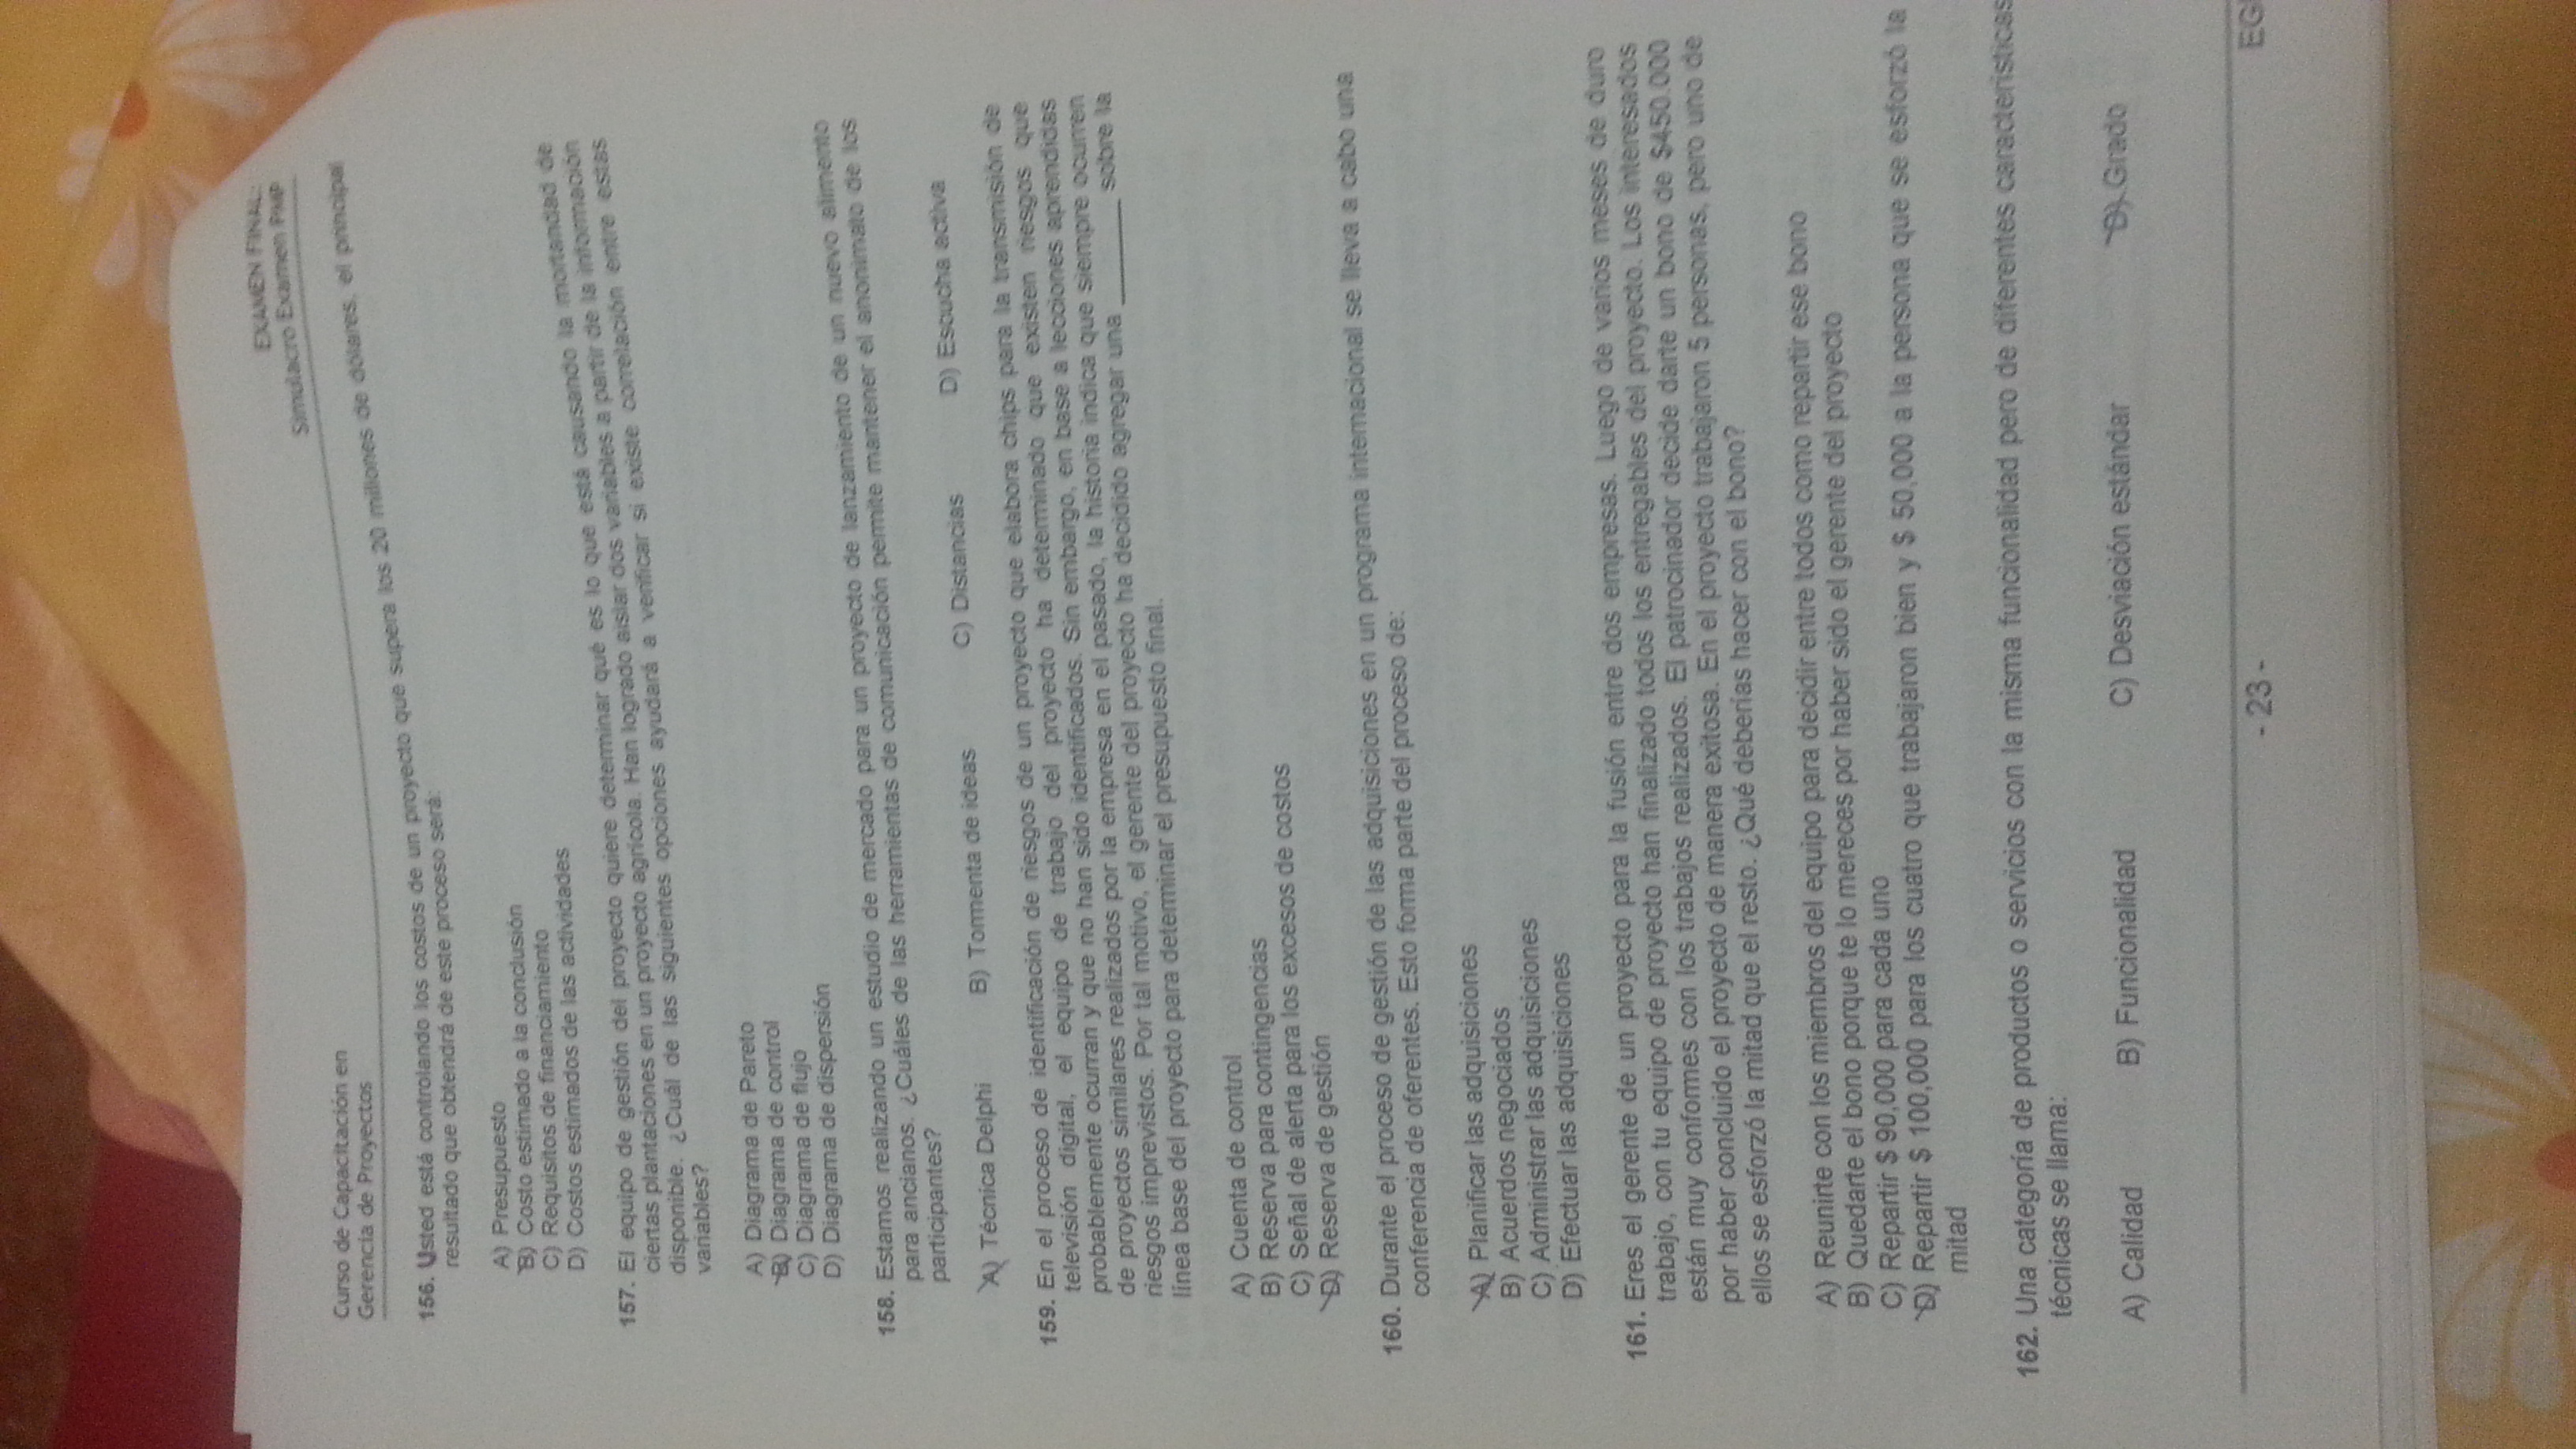 EXAMEN FINAL:
Simulacro Examen PMP
Curso de Capacitación en
Gerencia de Proyectos
156. Usted está controlando los costos de un proyecto que supera los 20 millones de dólares, el principal
resultado que obtendrá de este proceso será:
A) Presupuesto
B) Costo estimado a la conclusión
C) Requisitos de financiamiento
D) Costos estimados de las actividades
157. El equipo de gestión del proyecto quiere determinar qué es lo que está causando la mortandad de
ciertas plantaciones en un proyecto agrícola. Han logrado aislar dos variables a partir de la información
disponible. ¿Cuál de las siguientes opciones ayudará a verificar si existe correlación entre estas
variables?
A) Diagrama de Pareto
B) Diagrama de control
C) Diagrama de flujo
D) Diagrama de dispersión
158. Estamos realizando un estudio de mercado para un proyecto de lanzamiento de un nuevo alimento
para ancianos. ¿Cuáles de las herramientas de comunicación permite mantener el anonimato de los
participantes?
A) Técnica Delphi B) Tormenta de ideas C) Distancias D) Escucha activa
159. En el proceso de identificación de riesgos de un proyecto que elabora chips para la transmisión de
televisión digital, el equipo de trabajo del proyecto ha determinado que existen riesgos que
probablemente ocurran y que no han sido identificados. Sin embargo, en base a lecciones aprendidas
de proyectos similares realizados por la empresa en el pasado, la historia indica que siempre ocurren
riesgos imprevistos. Por tal motivo, el gerente del proyecto ha decidido agregar una ________ sobre la
línea base del proyecto para determinar el presupuesto final.
A) Cuenta de control
B) Reserva para contingencias
C) Señal de alerta para los excesos de costos
D) Reserva de gestión
160. Durante el proceso de gestión de las adquisiciones en un programa internacional se lleva a cabo una
conferencia de oferentes. Esto forma parte del proceso de:
A) Planificar las adquisiciones
B) Acuerdos negociados
C) Administrar las adquisiciones
D) Efectuar las adquisiciones
161. Eres el gerente de un proyecto para la fusión entre dos empresas. Luego de varios meses de duro
trabajo, con tu equipo de proyecto han finalizado todos los entregables del proyecto. Los interesados
están muy conformes con los trabajos realizados. El patrocinador decide darte un bono de $450.000
por haber concluido el proyecto de manera exitosa. En el proyecto trabajaron 5 personas, pero uno de
ellos se esforzó la mitad que el resto. ¿Qué deberías hacer con el bono?
A) Reunirte con los miembros del equipo para decidir entre todos como repartir ese bono
B) Quedarte el bono porque te lo mereces por haber sido el gerente del proyecto
C) Repartir $ 90,000 para cada uno
D) Repartir $ 100,000 para los cuatro que trabajaron bien y $ 50,000 a la persona que se esforzó la
mitad
162. Una categoría de productos o servicios con la misma funcionalidad pero de diferentes características
técnicas se llama:
A) Calidad B) Funcionalidad C) Desviación estándar D) Grado
- 23 -